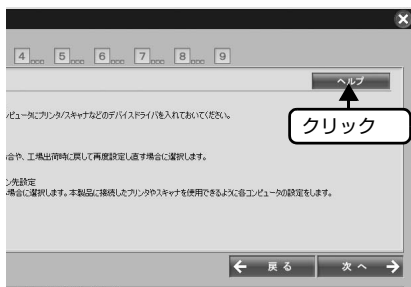 4 5 6 7 8 9
ヘルプ
クリック
ピュータにプリンタ/スキャナなどのデバイスドライバを入れておいてください。
合や、工場出荷時に戻して再度設定し直す場合に選択します。
ン先設定
場合に選択します。本製品に接続したプリンタやスキャナを使用できるように各コンピュータの設定をします。
戻る 次へ